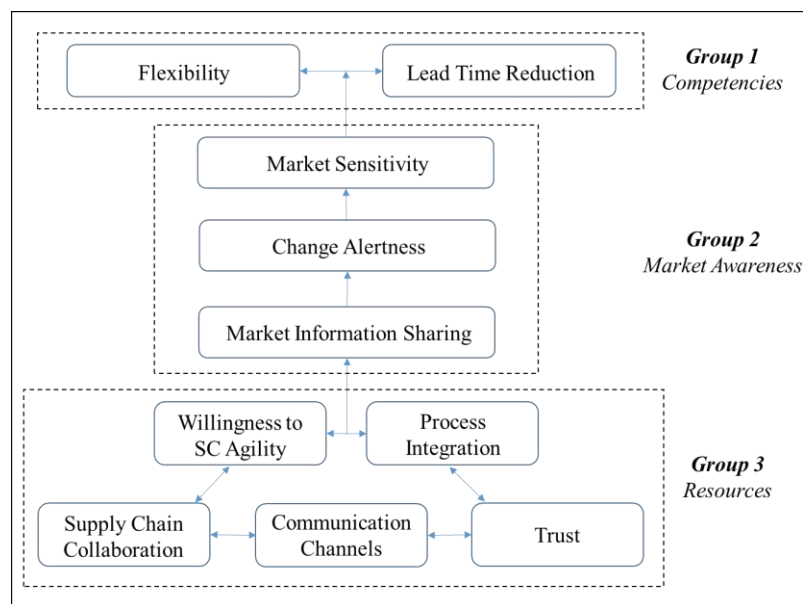 Flexibility
Lead Time Reduction
Group 1
Competencies
Market Sensitivity
Change Alertness
Market Information Sharing
Group 2
Market Awareness
Willingness to
SC Agility
Process
Integration
Supply Chain
Collaboration
Communication
Channels
Trust
Group 3
Resources